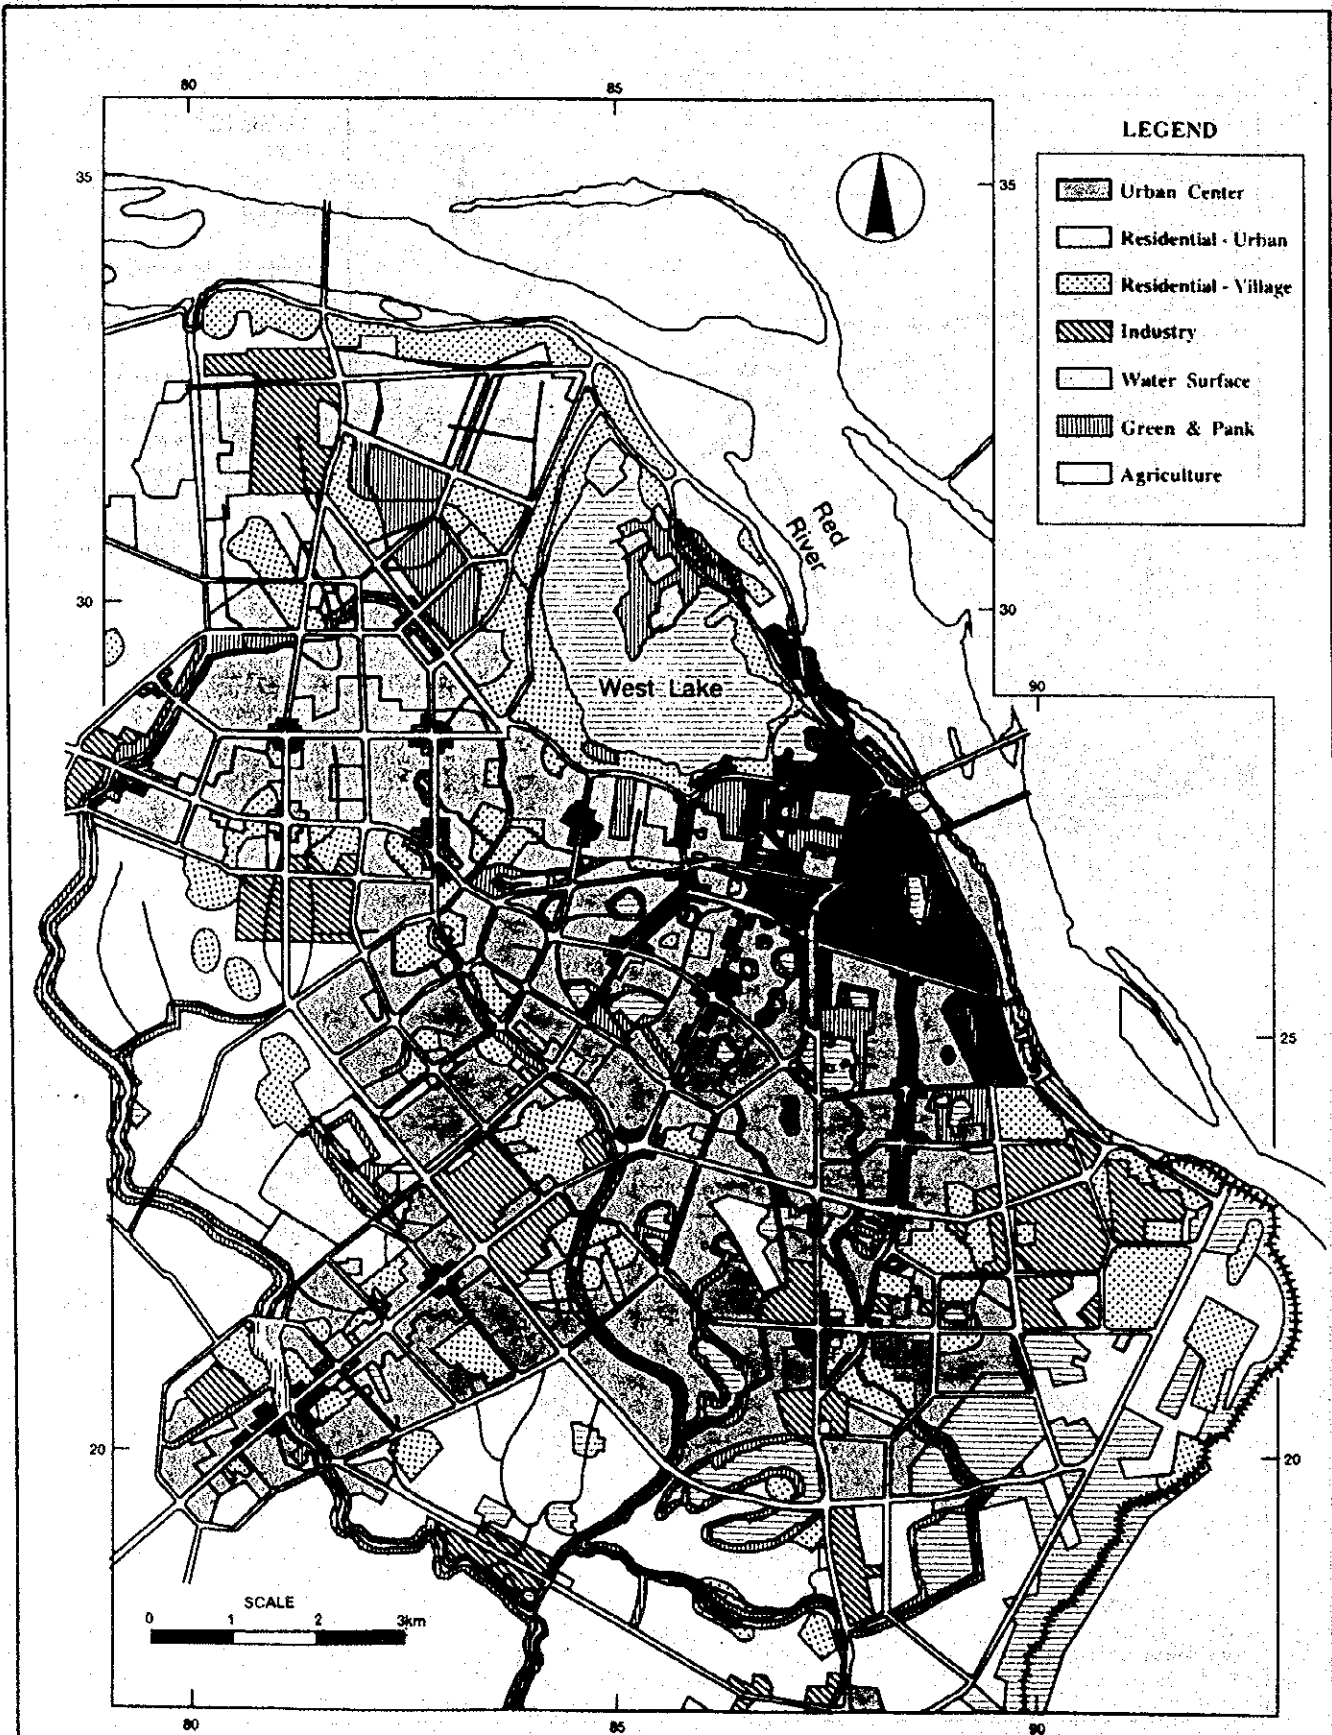 80
85
LEGEND
35
35
Urban Center
Residential - Urban
Residential - Village
Industry
Water Surface
Green & Pank
Agriculture
Red
River
30
30
West Lake
90
25
20
20
SCALE
0
1
2
3km
80
85
90